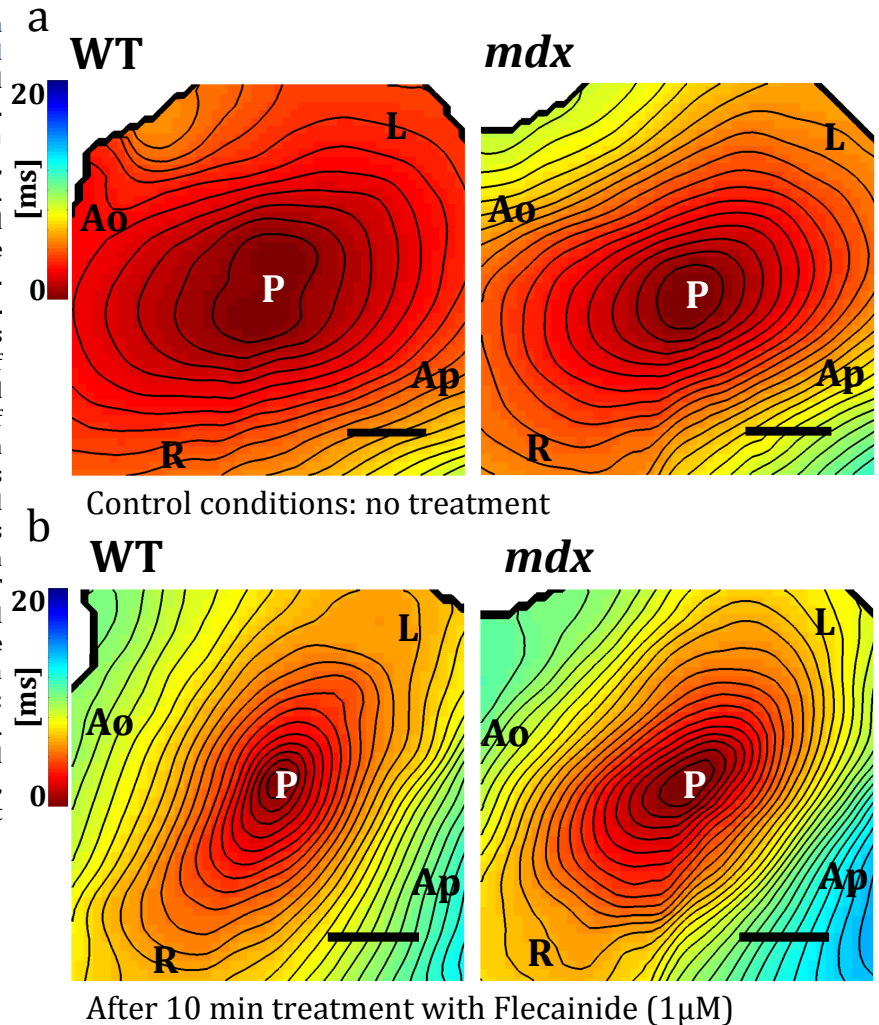 a
WT
mdx
20
[ms]
0
Ao
L
P
Ap
R
Ao
L
P
Ap
R
Control conditions: no treatment
b
WT
mdx
20
[ms]
0
Ao
L
P
Ap
R
Ao
L
P
Ap
R
After 10 min treatment with Flecainide (1µM)